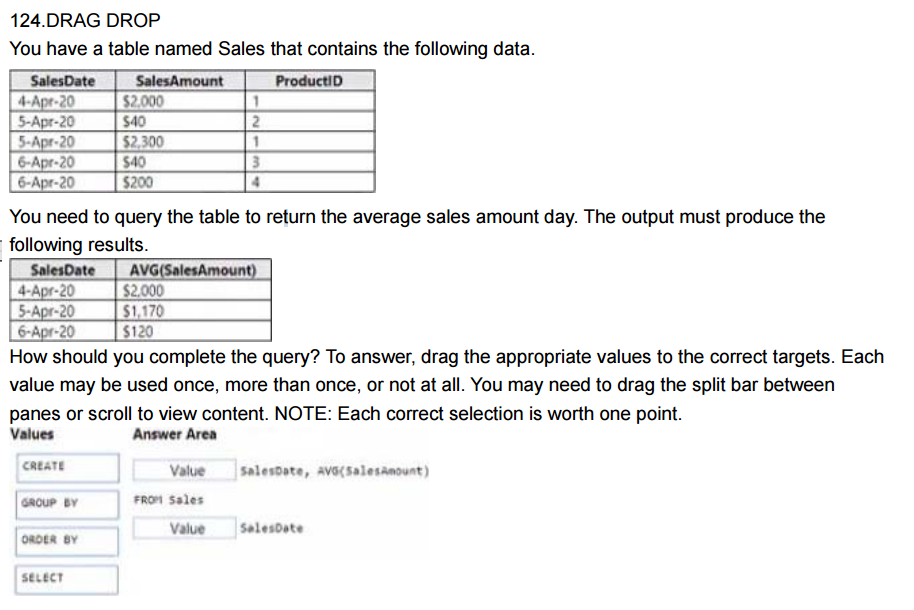 124.DRAG DROP
You have a table named Sales that contains the following data.
SalesDate SalesAmount ProductID
4-Apr-20 $2,000 1
5-Apr-20 $40 2
5-Apr-20 $2,300 1
6-Apr-20 $40 3
6-Apr-20 $200 4
You need to query the table to return the average sales amount day. The output must produce the
following results.
SalesDate AVG(SalesAmount)
4-Apr-20 $2,000
5-Apr-20 $1,170
6-Apr-20 $120
How should you complete the query? To answer, drag the appropriate values to the correct targets. Each
value may be used once, more than once, or not at all. You may need to drag the split bar between
panes or scroll to view content. NOTE: Each correct selection is worth one point.
Values Answer Area
CREATE
Value SalesDate, AVG(SalesAmount)
GROUP BY
FROM Sales
Value SalesDate
ORDER BY
SELECT